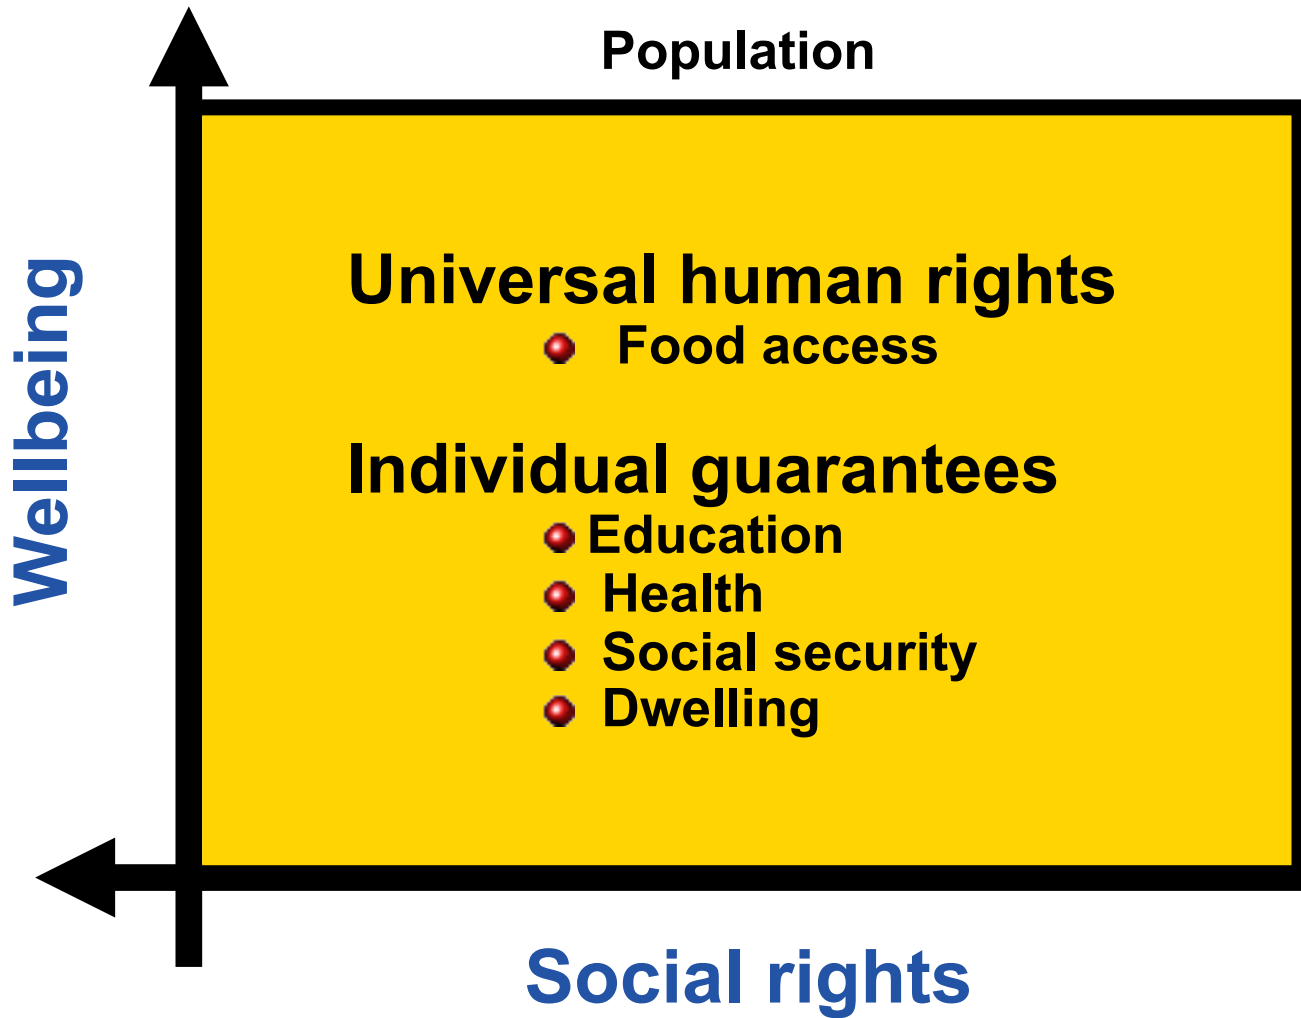 Population
Wellbeing
Universal human rights
Food access
Individual guarantees
Education
Health
Social security
Dwelling
Social rights